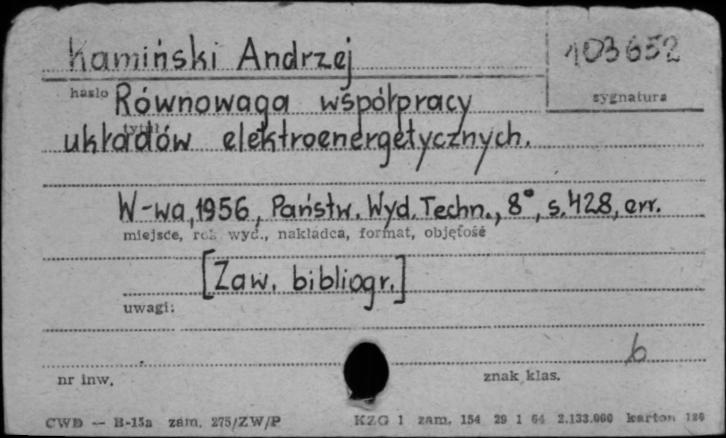 Kamiński Andrzej 103652
hasło sygnatura
Równowaga współpracy
tytuł
układów elektroenergetycznych.
W-wa, 1956, Państw. Wyd. Techn., 8°, s. 428, err.
miejsce, rok wyd., nakładca, format, objętość
[Zaw. bibliogr.]
uwagi:
6
nr inw. znak klas.
CWD — B-15a zam. 275/ZW/P KZG 1 zam. 154 29 1 64 2.133.000 karton